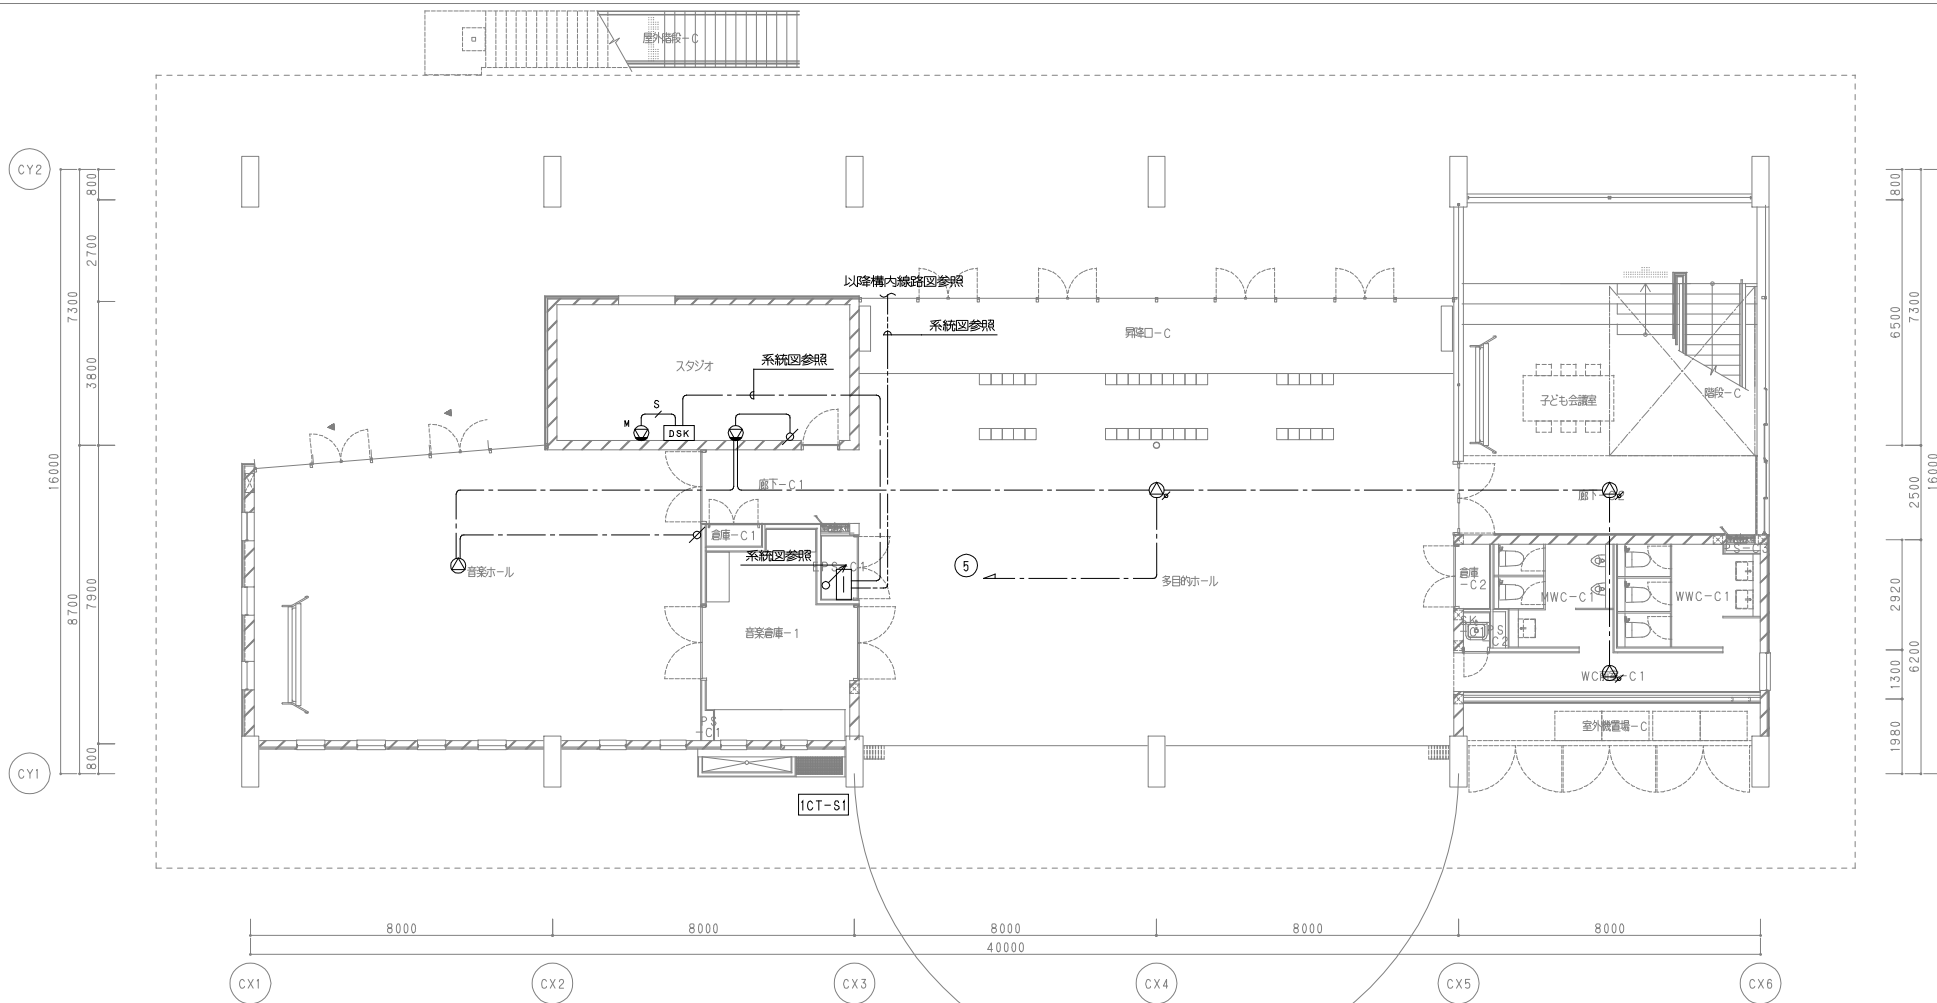 屋外階段-C
CY2
800
2700
7300
3800
16000
8700
7900
800
CY1
以降構内線路図参照
系統図参照
昇降口-C
スタジオ
系統図参照
S
M
DSK
廊下-C1
倉庫-C1
系統図参照
EPS-C1
音楽ホール
音楽倉庫-1
PS
-C1
1CT-S1
5
多目的ホール
子ども会議室
階段-C
倉庫
-C2
MWC-C1
WWC-C1
PS
C2
室外機置場-C
800
6500
7300
2500
16000
2920
6200
1300
1980
8000
8000
8000
8000
8000
40000
CX1
CX2
CX3
CX4
CX5
CX6